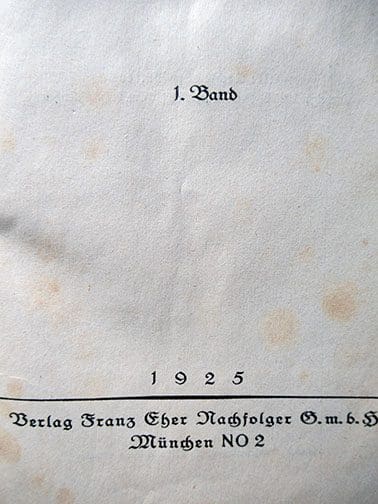 1. Band
1 9 2 5
Verlag Franz Eher Nachfolger G.m.b.H
München NO 2